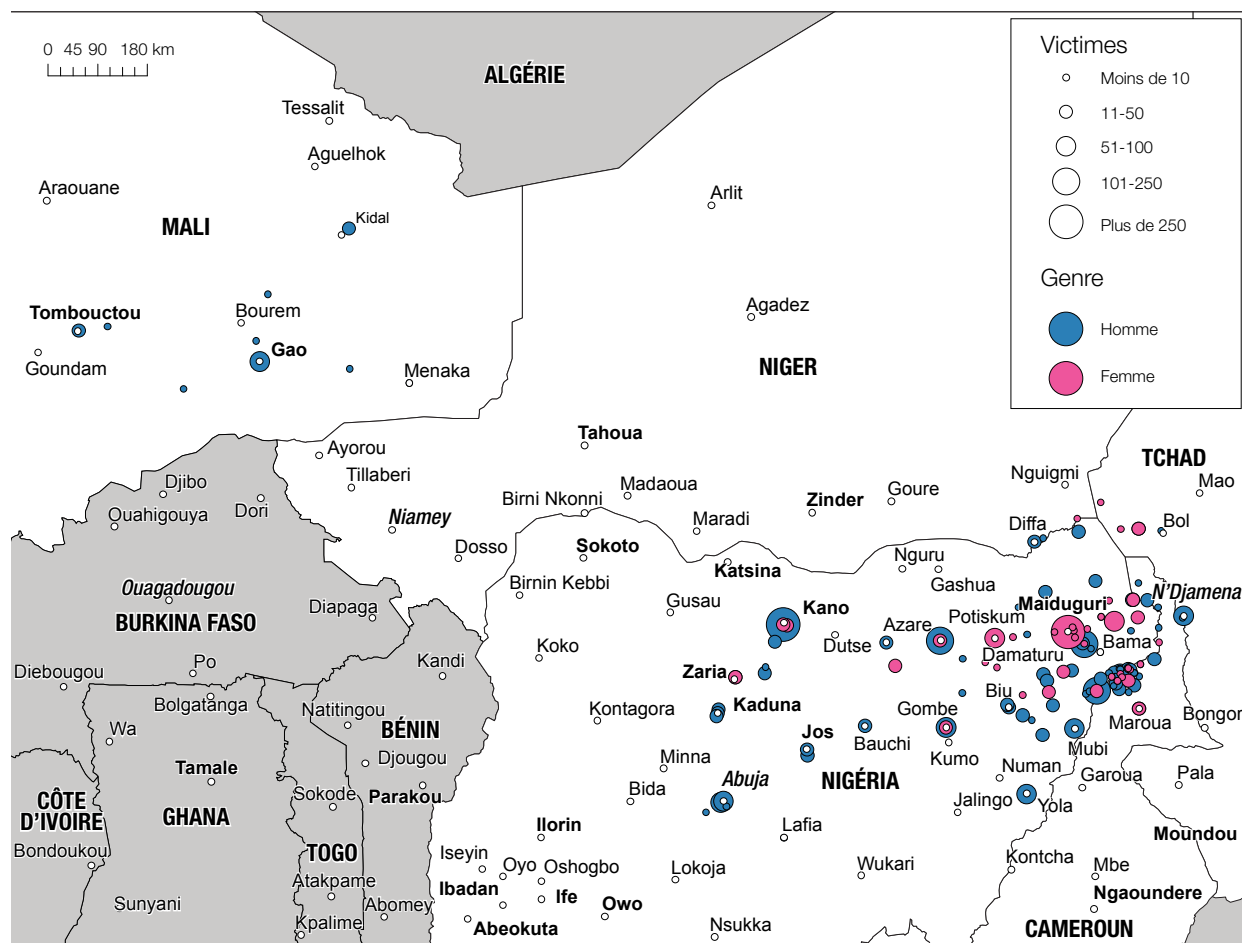 0 45 90 180 km
ALGÉRIE
Tessalit
Aguelhok
Araouane
MALI
Kidal
Arlit
Tombouctou
Bourem
Agadez
Goundam
Gao
Menaka
NIGER
Victimes
Moins de 10
11-50
51-100
101-250
Plus de 250
Genre
Homme
Femme
Ayorou
Tahoua
TCHAD
Djibo
Tillaberi
Nguigmi
Mao
Ouahigouya
Dori
Niamey
Birni Nkonni
Madaoua
Zinder
Goure
Maradi
Diffa
Bol
Dosso
Sokoto
Katsina
Nguru
Ouagadougou
Birnin Kebbi
Gashua
N'Djamena
BURKINA FASO
Diapaga
Gusau
Kano
Azare
Potiskum
Maiduguri
Koko
Dutse
Damaturu
Bama
Diebougou
Po
Kandi
Zaria
Bolgatanga
Natitingou
Kontagora
Kaduna
Gombe
Biu
Maroua
Bongor
Wa
BÉNIN
Jos
Bauchi
Mubi
Djougou
Minna
Kumo
Tamale
Abuja
NIGÉRIA
Numan
Garoua
Pala
Sokode
Parakou
Bida
Jalingo
Yola
CÔTE
D'IVOIRE
GHANA
Ilorin
Lafia
Moundou
Bondoukou
TOGO
Iseyin
Oyo
Oshogbo
Lokoja
Wukari
Kontcha
Mbe
Atakpame
Ibadan
Ife
Owo
Ngaoundere
Sunyani
Kpalime
Abomey
Abeokuta
Nsukka
CAMEROUN